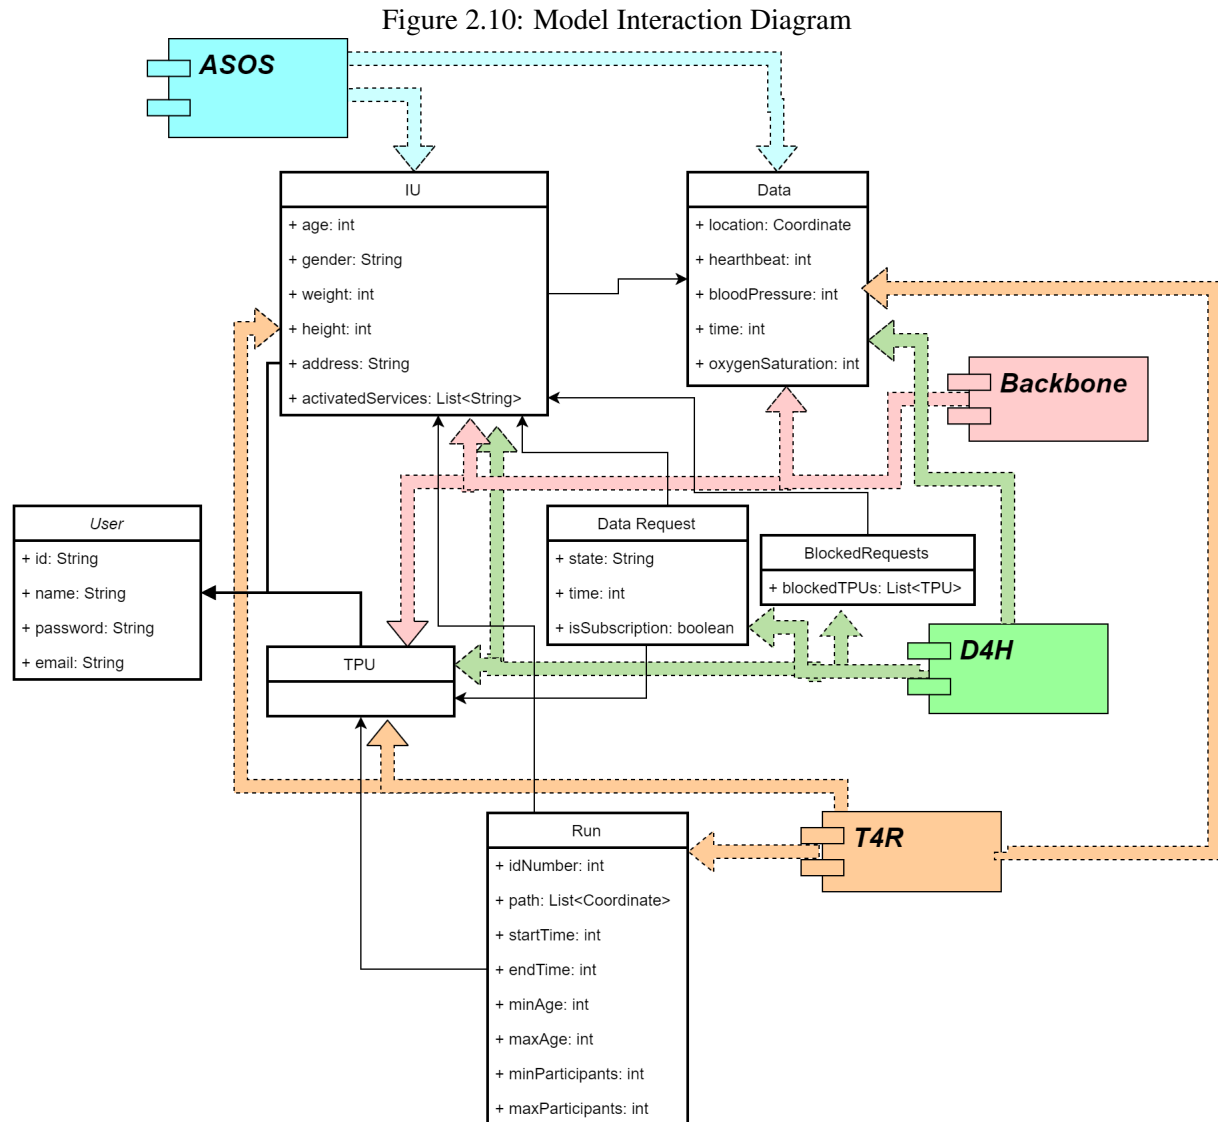 Figure 2.10: Model Interaction Diagram
ASOS
IU
+ age: int
+ gender: String
+ weight: int
+ height: int
+ address: String
+ activatedServices: List<String>
Data
+ location: Coordinate
+ hearthbeat: int
+ bloodPressure: int
+ time: int
+ oxygenSaturation: int
Backbone
User
+ id: String
+ name: String
+ password: String
+ email: String
Data Request
+ state: String
+ time: int
+ isSubscription: boolean
BlockedRequests
+ blockedTPUs: List<TPU>
D4H
TPU
T4R
Run
+ idNumber: int
+ path: List<Coordinate>
+ startTime: int
+ endTime: int
+ minAge: int
+ maxAge: int
+ minParticipants: int
+ maxParticipants: int